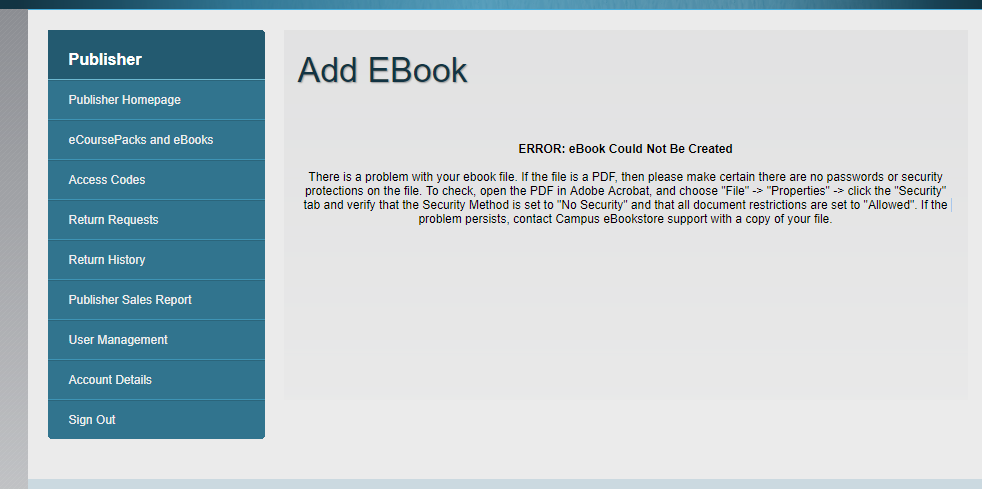 Publisher
Publisher Homepage
eCoursePacks and eBooks
Access Codes
Return Requests
Return History
Publisher Sales Report
User Management
Account Details
Sign Out
Add EBook
ERROR: eBook Could Not Be Created
There is a problem with your ebook file. If the file is a PDF, then please make certain there are no passwords or security
protections on the file. To check, open the PDF in Adobe Acrobat, and choose "File" -> "Properties" -> click the "Security"
tab and verify that the Security Method is set to "No Security" and that all document restrictions are set to "Allowed". If the
problem persists, contact Campus eBookstore support with a copy of your file.